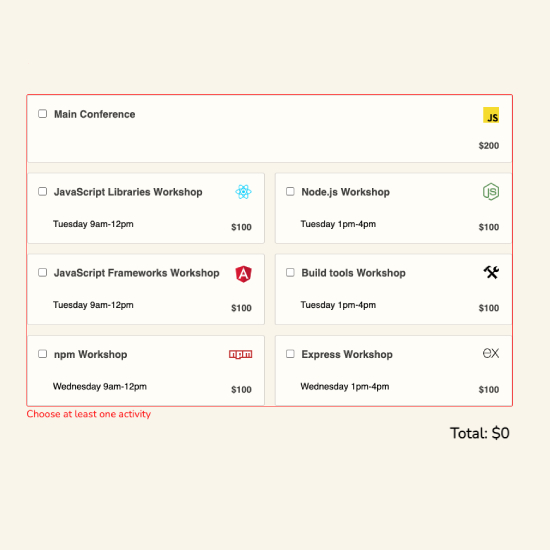 Main Conference
JS
$200
JavaScript Libraries Workshop
Tuesday 9am-12pm
$100
Node.js Workshop
JS
Tuesday 1pm-4pm
$100
JavaScript Frameworks Workshop
A
Tuesday 9am-12pm
$100
Build tools Workshop
Tuesday 1pm-4pm
$100
npm Workshop
npm
Wednesday 9am-12pm
$100
Express Workshop
ex
Wednesday 1pm-4pm
$100
Choose at least one activity
Total: $0